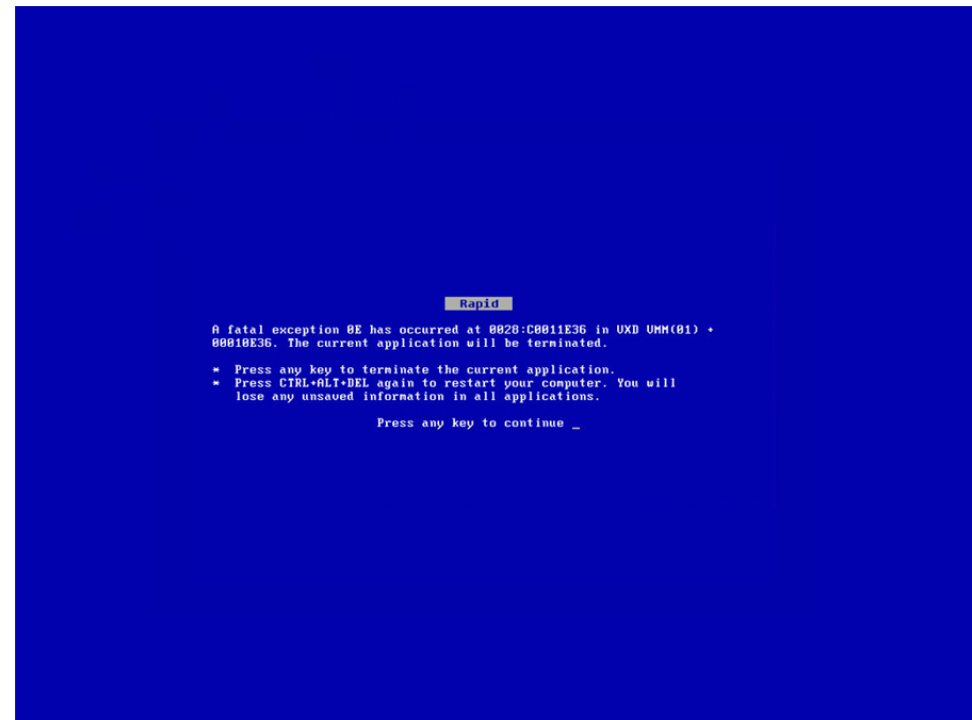 Rapid
A fatal exception 0E has occurred at 0028:C0011E36 in VXD VMM(01) +
00010E36. The current application will be terminated.
* Press any key to terminate the current application.
* Press CTRL+ALT+DEL again to restart your computer. You will
lose any unsaved information in all applications.
Press any key to continue _